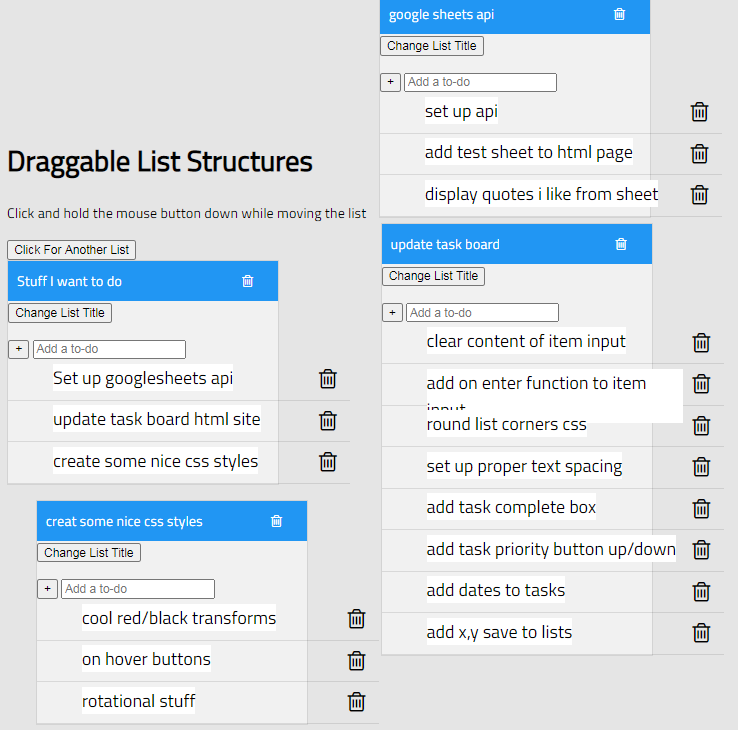 Draggable List Structures
Click and hold the mouse button down while moving the list
Click For Another List
Stuff I want to do
Change List Title
+ Add a to-do
Set up googlesheets api
update task board html site
create some nice css styles
creat some nice css styles
Change List Title
+ Add a to-do
cool red/black transforms
on hover buttons
rotational stuff
google sheets api
Change List Title
+ Add a to-do
set up api
add test sheet to html page
display quotes i like from sheet
update task board
Change List Title
+ Add a to-do
clear content of item input
add on enter function to item
input
round list corners css
set up proper text spacing
add task complete box
add task priority button up/down
add dates to tasks
add x,y save to lists